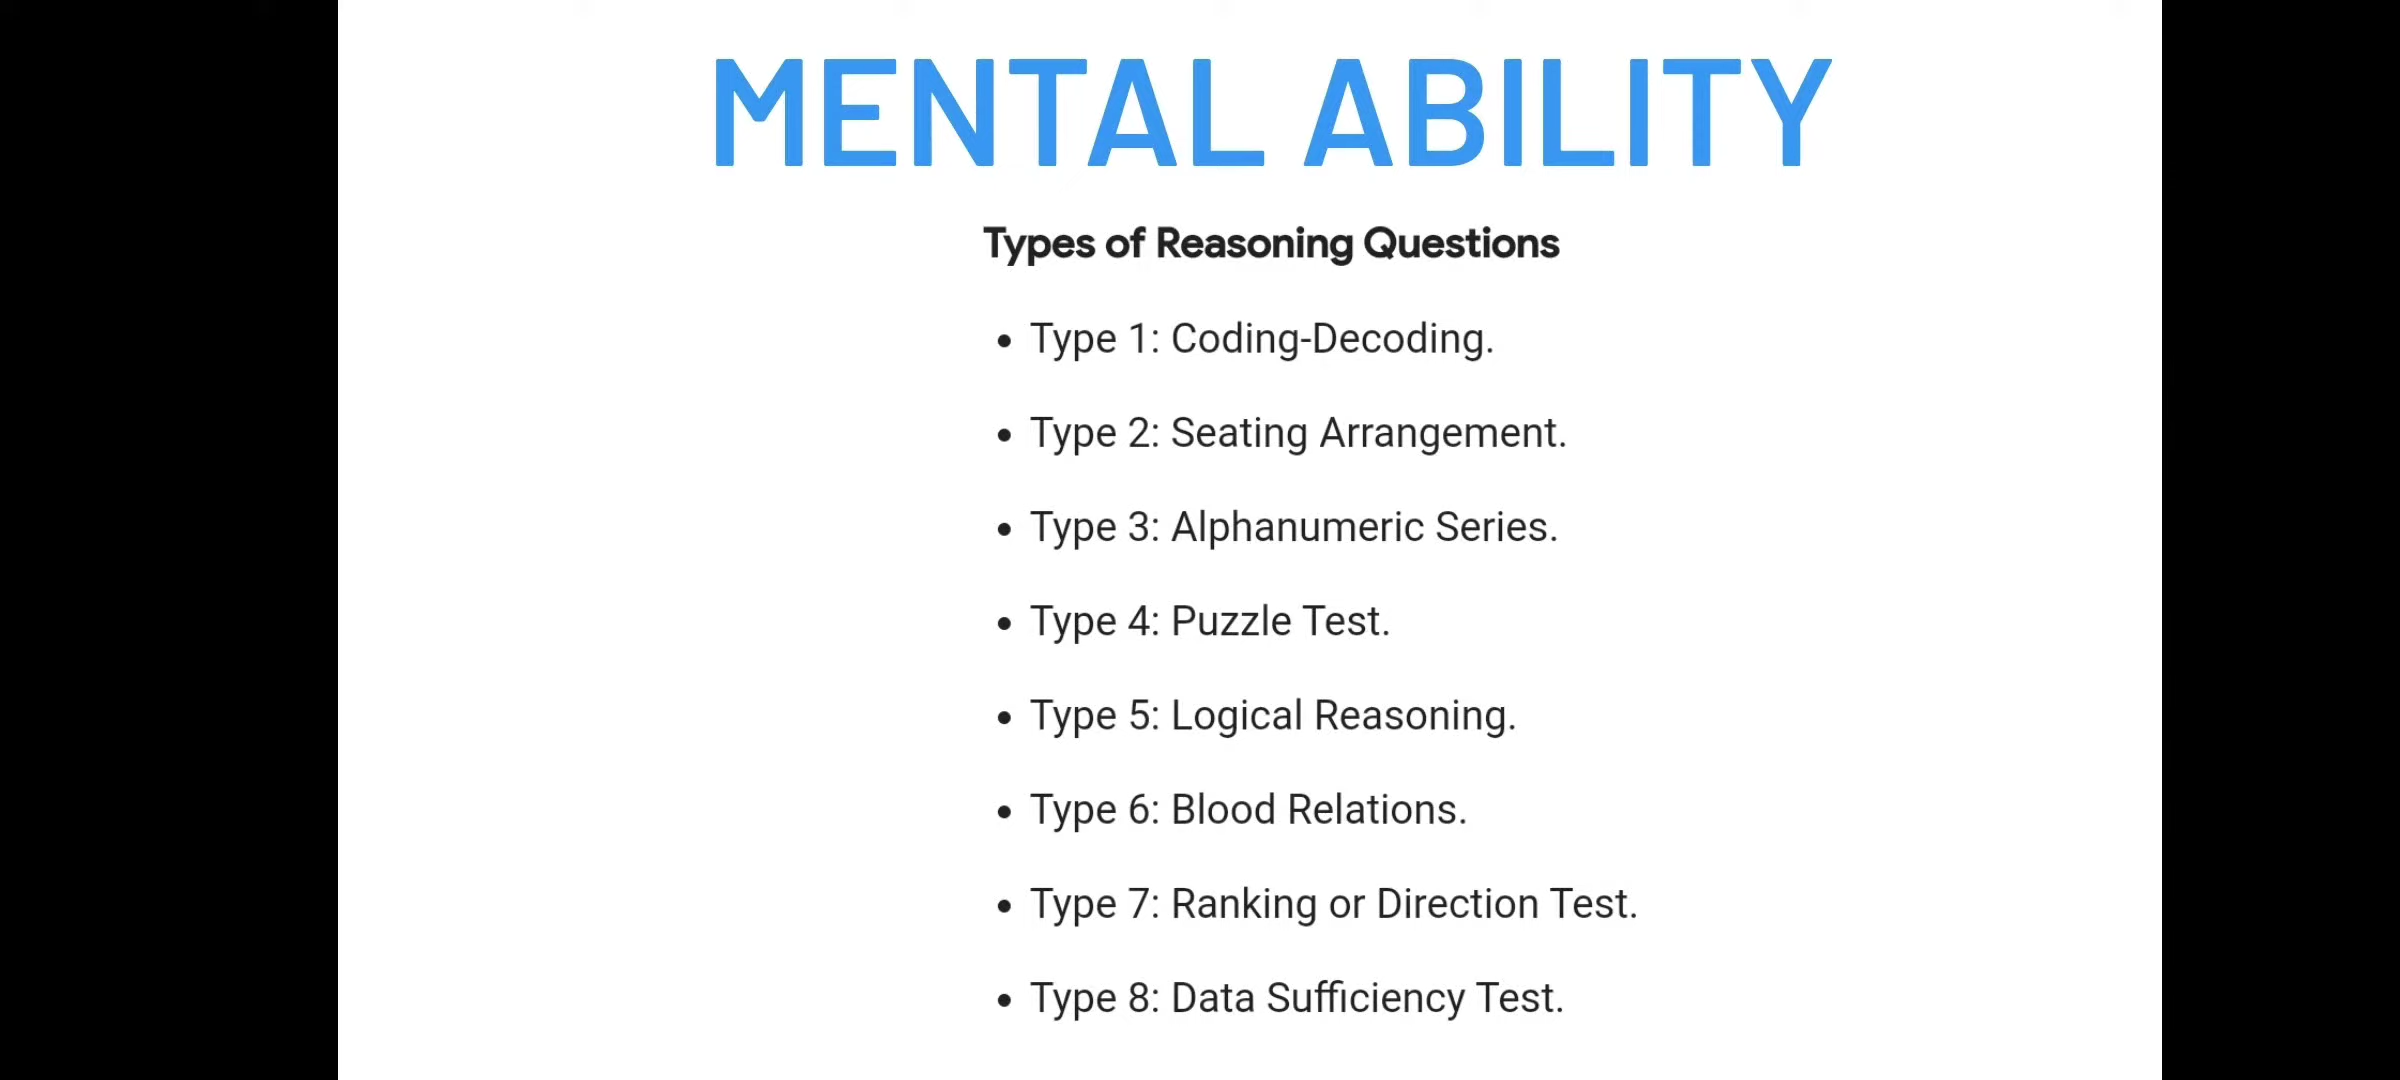 MENTAL ABILITY
Types of Reasoning Questions
• Type 1: Coding-Decoding.
• Type 2: Seating Arrangement.
• Type 3: Alphanumeric Series.
• Type 4: Puzzle Test.
• Type 5: Logical Reasoning.
• Type 6: Blood Relations.
• Type 7: Ranking or Direction Test.
• Type 8: Data Sufficiency Test.